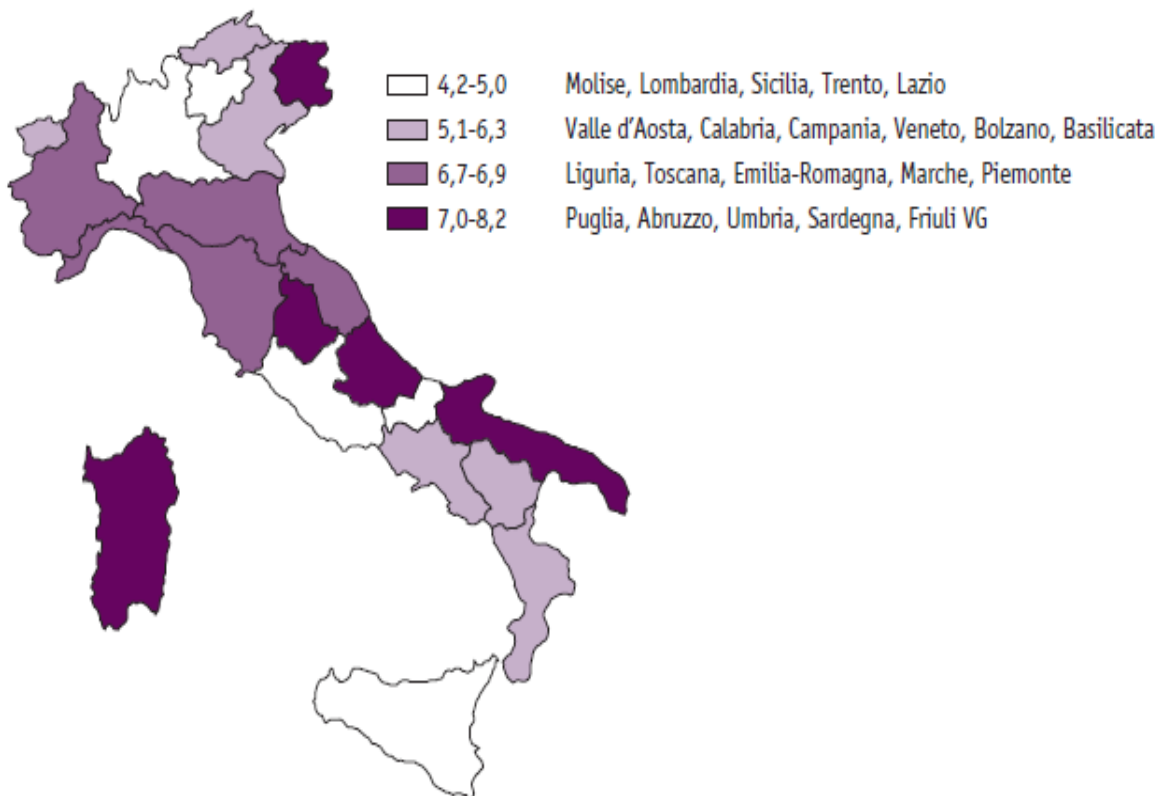 4,2-5,0 Molise, Lombardia, Sicilia, Trento, Lazio
5,1-6,3 Valle d'Aosta, Calabria, Campania, Veneto, Bolzano, Basilicata
6,7-6,9 Liguria, Toscana, Emilia-Romagna, Marche, Piemonte
7,0-8,2 Puglia, Abruzzo, Umbria, Sardegna, Friuli VG